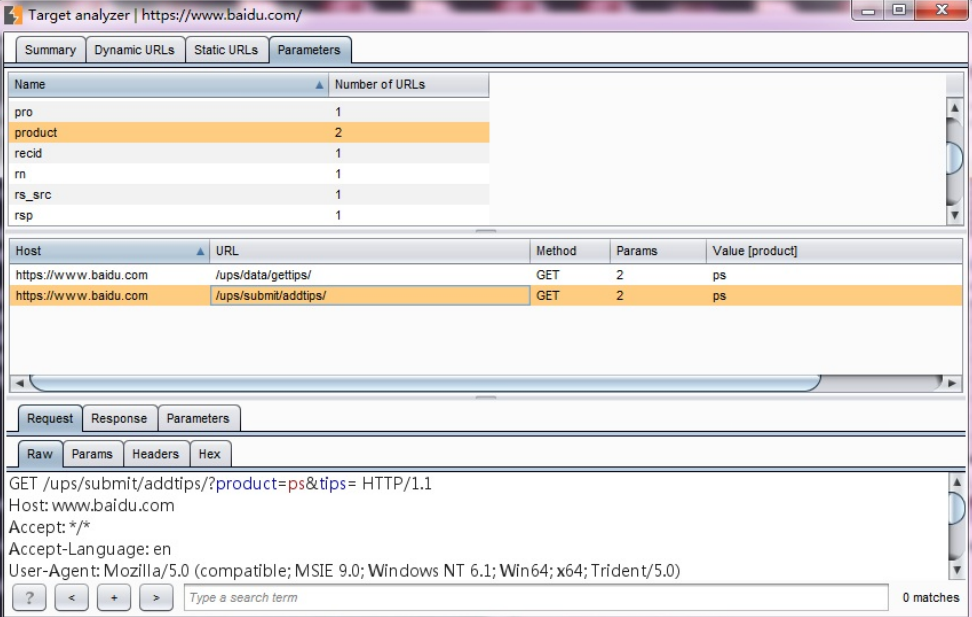 Target analyzer | https://www.baidu.com/
Summary Dynamic URLs Static URLs Parameters
Name Number of URLs
pro 1
product 2
recid 1
rn 1
rs_src 1
rsp 1
Host URL Method Params Value [product]
https://www.baidu.com /ups/data/gettips/ GET 2 ps
https://www.baidu.com /ups/submit/addtips/ GET 2 ps
Request Response Parameters
Raw Params Headers Hex
GET /ups/submit/addtips/?product=ps&tips= HTTP/1.1
Host: www.baidu.com
Accept: */*
Accept-Language: en
User-Agent: Mozilla/5.0 (compatible; MSIE 9.0; Windows NT 6.1; Win64; x64; Trident/5.0)
? < + > Type a search term 0 matches